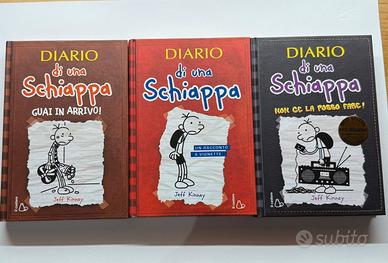 DIARIO
di una
Schiappa
GUAI IN ARRIVO!
Jeff Kinney
DIARIO
di una
Schiappa
UN ROMANZO
A VIGNETTE
Jeff Kinney
DIARIO
di una
Schiappa
NON CE LA POSSO FARE!
Jeff Kinney
subito